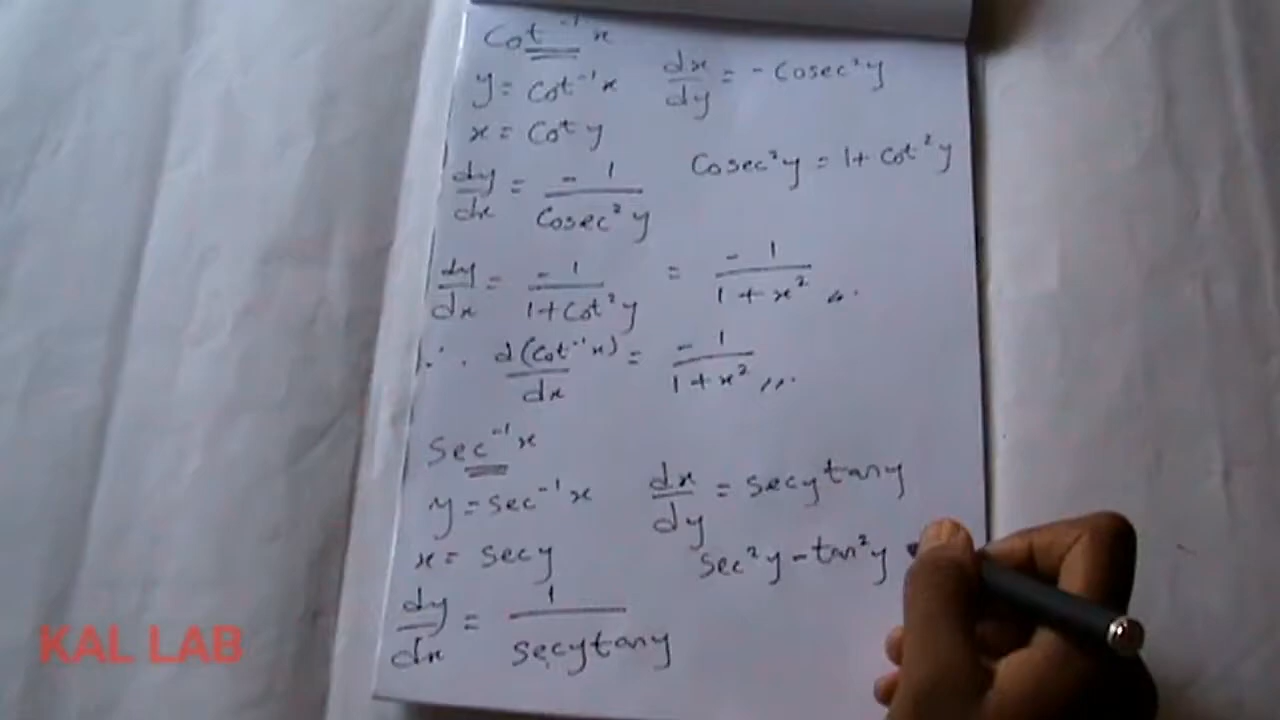 Cot⁻¹x
y = Cot⁻¹x    dx/dy = - Cosec²y
x = Cot y
Cosec²y = 1 + Cot²y
dy/dx = - 1/Cosec²y
dy/dx = - 1/1 + Cot²y = - 1/1 + x² ,,.
∴ d(Cot⁻¹x)/dx = - 1/1 + x² ,,.
Sec⁻¹x
y = sec⁻¹x    dx/dy = secytany
x = secy    sec²y - tan²y
dy/dx = 1/secytany
KAL LAB